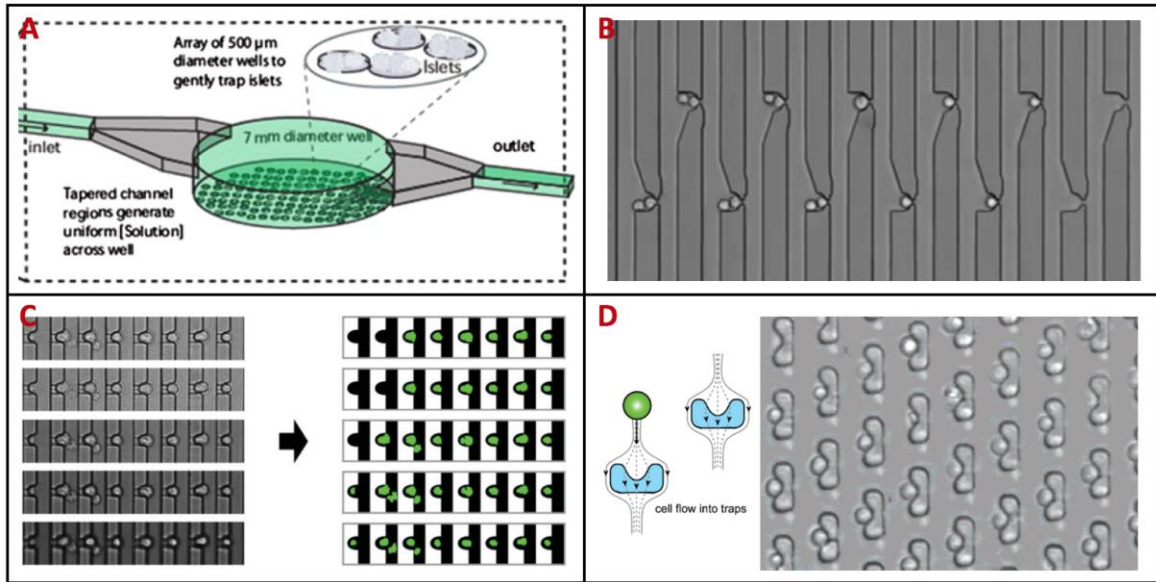 A
Array of 500 µm
diameter wells to
gently trap islets
Islets
7 mm diameter well
inlet
outlet
Tapered channel
regions generate
uniform [Solution]
across well
B
C
D
cell flow into traps